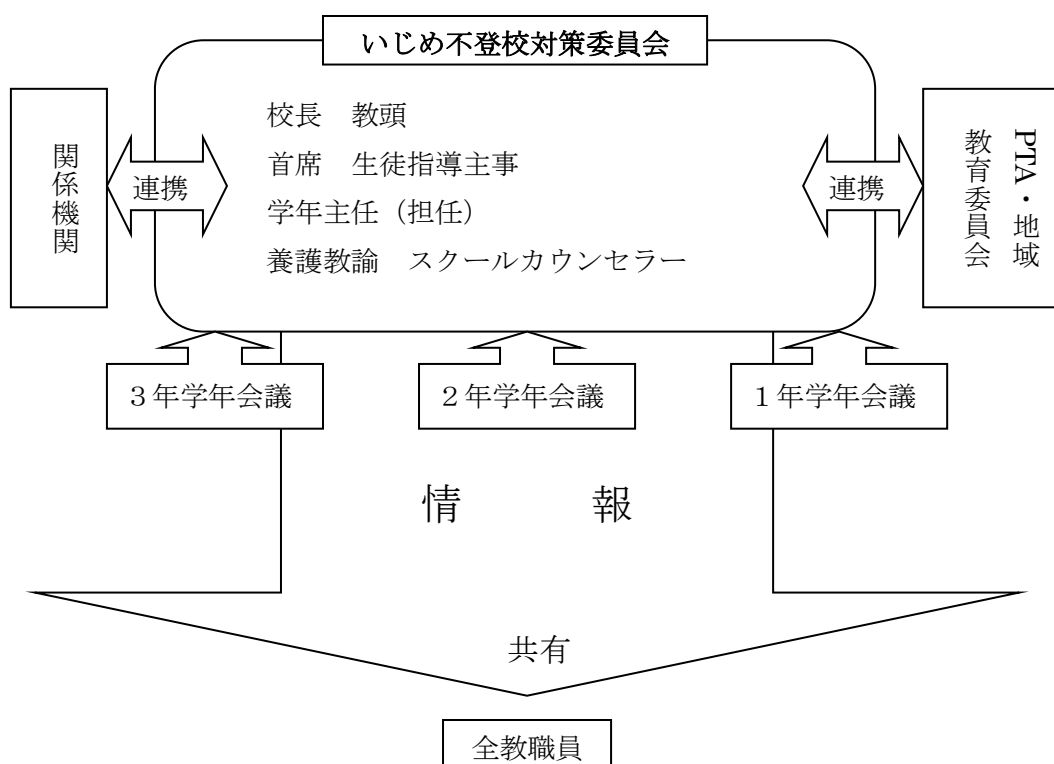 いじめ不登校対策委員会
校長　教頭
首席　生徒指導主事
学年主任（担任）
養護教諭　スクールカウンセラー
関係機関
連携
連携
PTA・地域
教育委員会
３年学年会議
２年学年会議
１年学年会議
情　報
共有
全教職員